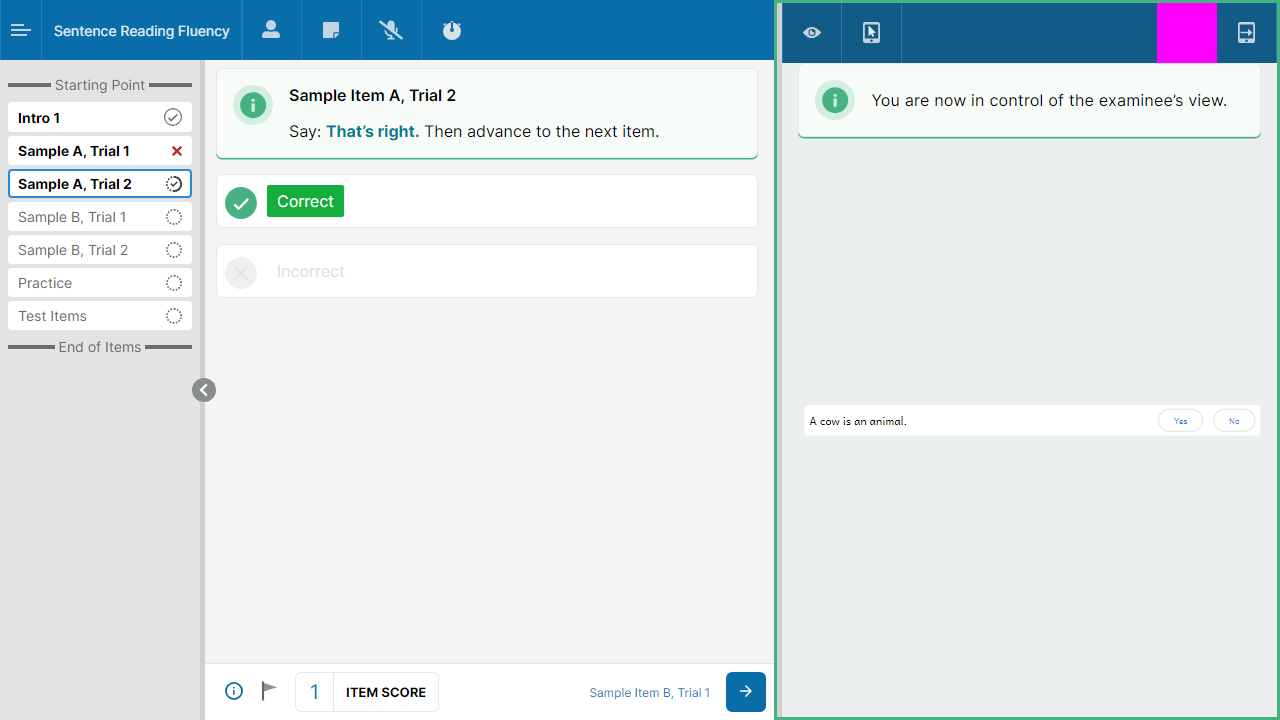 Sentence Reading Fluency
Starting Point
Intro 1
Sample A, Trial 1
Sample A, Trial 2
Sample B, Trial 1
Sample B, Trial 2
Practice
Test Items
End of Items
Sample Item A, Trial 2
Say: That’s right. Then advance to the next item.
Correct
Incorrect
1 ITEM SCORE
Sample Item B, Trial 1
You are now in control of the examinee’s view.
A cow is an animal. Yes No